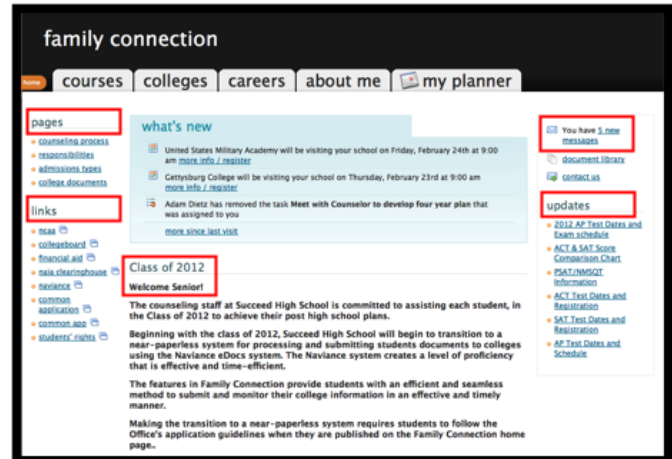 family connection
home courses colleges careers about me my planner
pages
counseling process
responsibilities
admissions types
college documents
links
ncaa
collegeboard
financial aid
naia clearinghouse
naviance
common
application
common app
students' rights
what's new
United States Military Academy will be visiting your school on Friday, February 24th at 9:00
am more info / register
Gettysburg College will be visiting your school on Thursday, February 23rd at 9:00 am
more info / register
Adam Dietz has removed the task Meet with Counselor to develop four year plan that
was assigned to you
more since last visit
Class of 2012
Welcome Senior!
The counseling staff at Succeed High School is committed to assisting each student, in
the Class of 2012 to achieve their post high school plans.
Beginning with the class of 2012, Succeed High School will begin to transition to a
near-paperless system for processing and submitting students documents to colleges
using the Naviance eDocs system. The Naviance system creates a level of proficiency
that is effective and time-efficient.
The features in Family Connection provide students with an efficient and seamless
method to submit and monitor their college information in an effective and timely
manner.
Making the transition to a near-paperless system requires students to follow the
Office's application guidelines when they are published on the Family Connection home
page..
You have 5 new
messages
document library
contact us
updates
2012 AP Test Dates and
Exam schedule
ACT & SAT Score
Comparison Chart
PSAT/NMSQT
Information
ACT Test Dates and
Registration
SAT Test Dates and
Registration
AP Test Dates and
Schedule